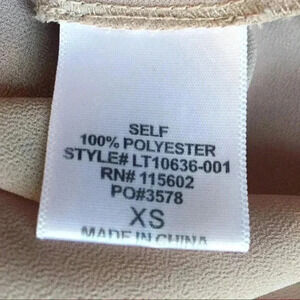 SELF
100% POLYESTER
STYLE# LT10636-001
RN# 115602
PO#3578
XS
MADE IN CHINA